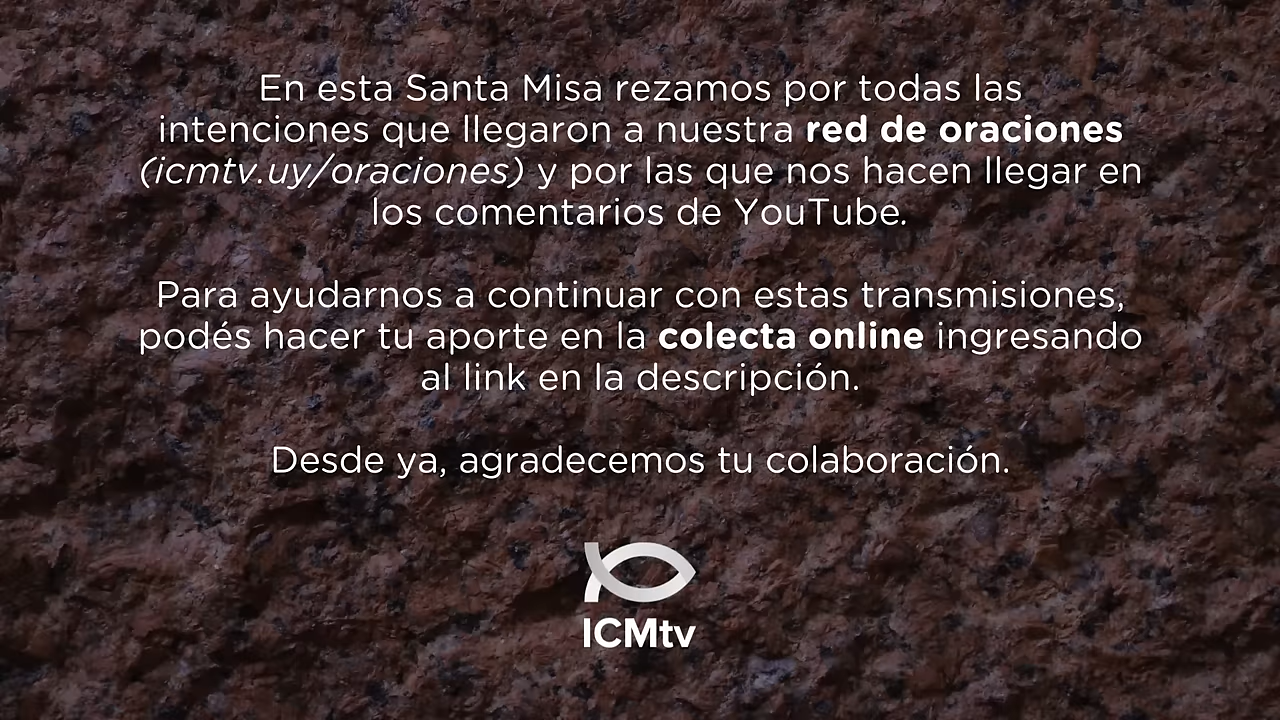 En esta Santa Misa rezamos por todas las
intenciones que llegaron a nuestra red de oraciones
(icmtv.uy/oraciones) y por las que nos hacen llegar en
los comentarios de YouTube.
Para ayudarnos a continuar con estas transmisiones,
podés hacer tu aporte en la colecta online ingresando
al link en la descripción.
Desde ya, agradecemos tu colaboración.
ICMtv